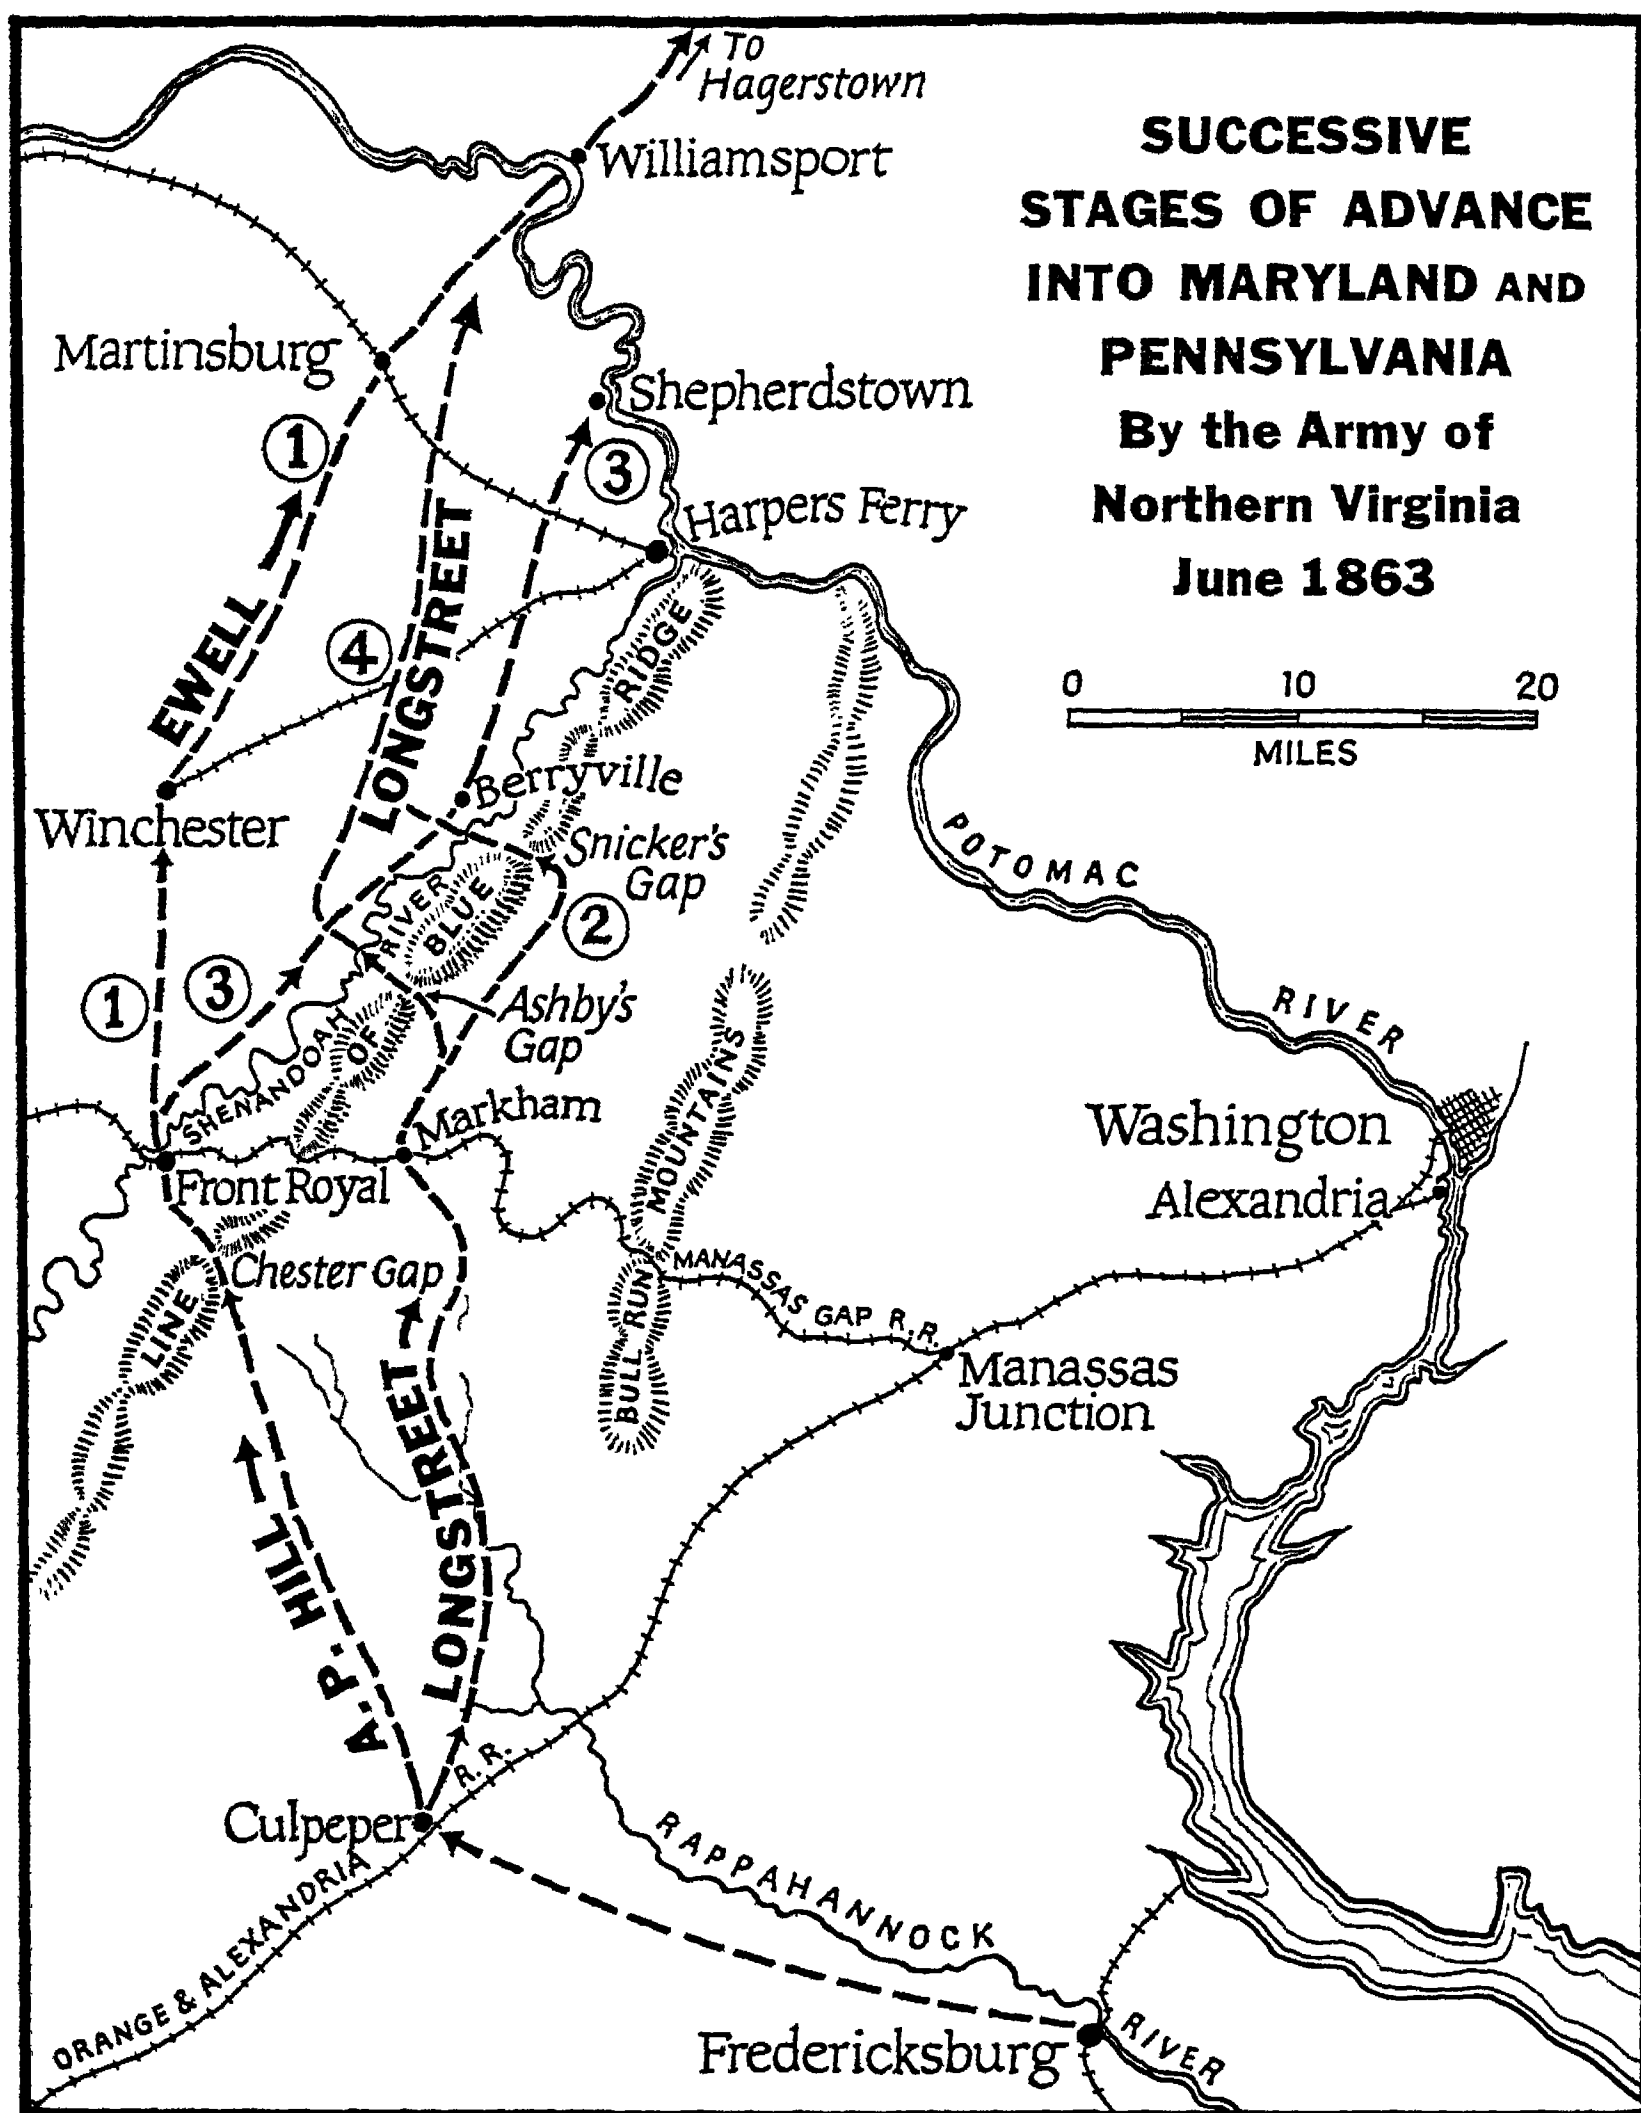 TO
Hagerstown
Williamsport
SUCCESSIVE
STAGES OF ADVANCE
INTO MARYLAND AND
PENNSYLVANIA
By the Army of
Northern Virginia
June 1863
Martinsburg
Shepherdstown
1
3
Harpers Ferry
EWELL
LONGSTREET
4
RIDGE
0 10 20
MILES
Berryville
Winchester
Snicker's
Gap
POTOMAC
RIVER
BLUE
2
1
3
Ashby's
Gap
RIVER
SHENANDOAH
OF
MOUNTAINS
Markham
Washington
Front Royal
Alexandria
Chester Gap
MANASSAS GAP R.R.
LINE
BULL RUN
Manassas
Junction
LONGSTREET
A.P. HILL
R. R.
Culpeper
RAPPAHANNOCK
ORANGE & ALEXANDRIA
Fredericksburg
RIVER